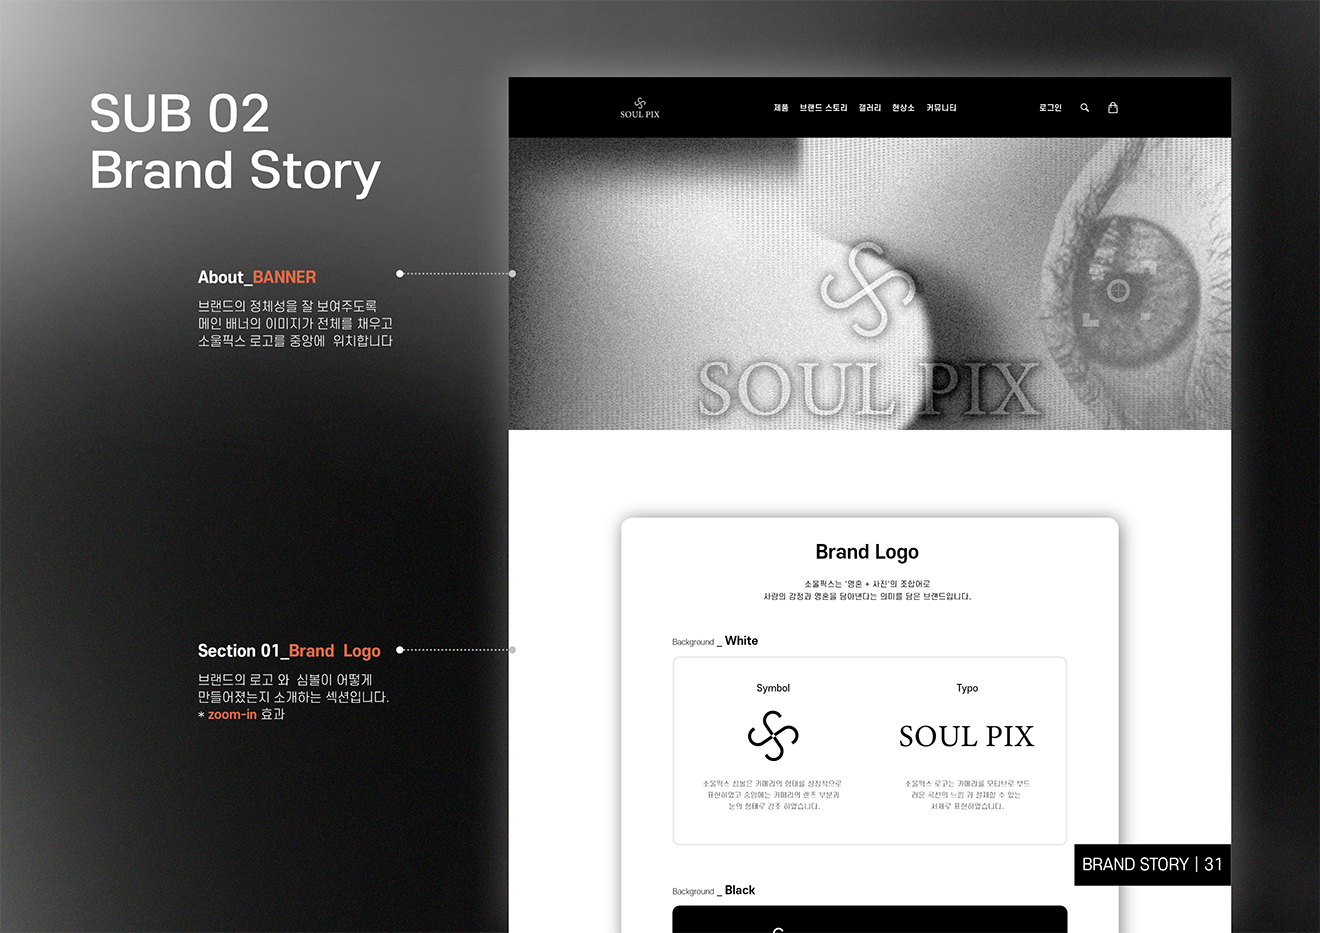 SUB 02
Brand Story
About_BANNER
브랜드의 정체성을 잘 보여주도록
메인 배너의 이미지가 전체를 채우고
소울픽스 로고를 중앙에 위치합니다
Section 01_Brand Logo
브랜드의 로고 와 심볼이 어떻게
만들어졌는지 소개하는 섹션입니다.
* zoom-in 효과
SOUL PIX
제품 브랜드 스토리 갤러리 현상소 커뮤니티
로그인
SOUL PIX
Brand Logo
소울픽스는 '영혼 + 사진'의 조합어로
사람의 감정과 영혼을 담아낸다는 의미를 담은 브랜드입니다.
Background _ White
Symbol
소울픽스 심볼은 카메라의 형태를 상징적으로
표현하였고 중앙에는 카메라의 렌즈 부분과
눈의 형태로 강조 하였습니다.
Typo
SOUL PIX
소울픽스 로고는 카메라를 모티브로 부드
러운 곡선의 느낌 과 절제할 수 있는
서체로 표현하였습니다.
Background _ Black
BRAND STORY | 31